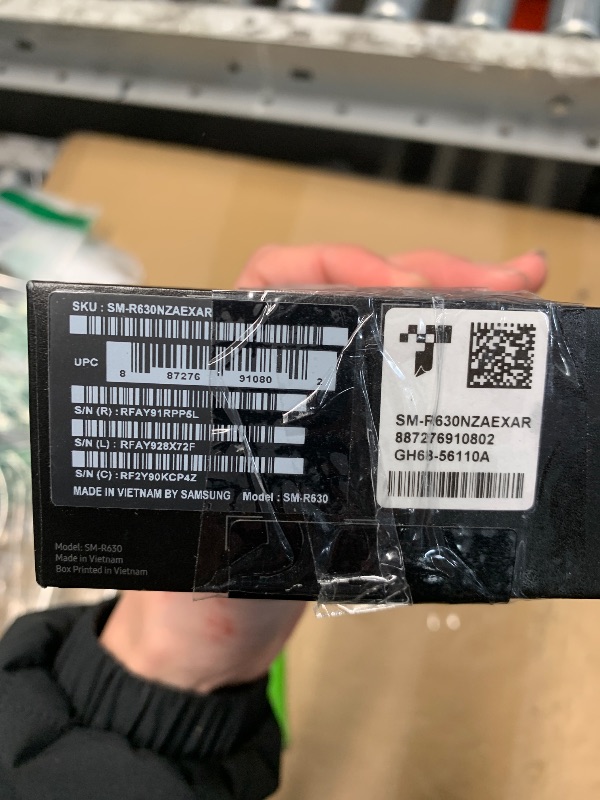 SKU : SM-R630NZAEXAR
UPC
8 87276 91080 2
S/N (R) : RFAY91RPP5L
S/N (L) : RFAY928X72F
S/N (C) : RF2Y90KCP4Z
MADE IN VIETNAM BY SAMSUNG Model : SM-R630
Model: SM-R630
Made in Vietnam
Box Printed in Vietnam
SM-R630NZAEXAR
887276910802
GH68-56110A